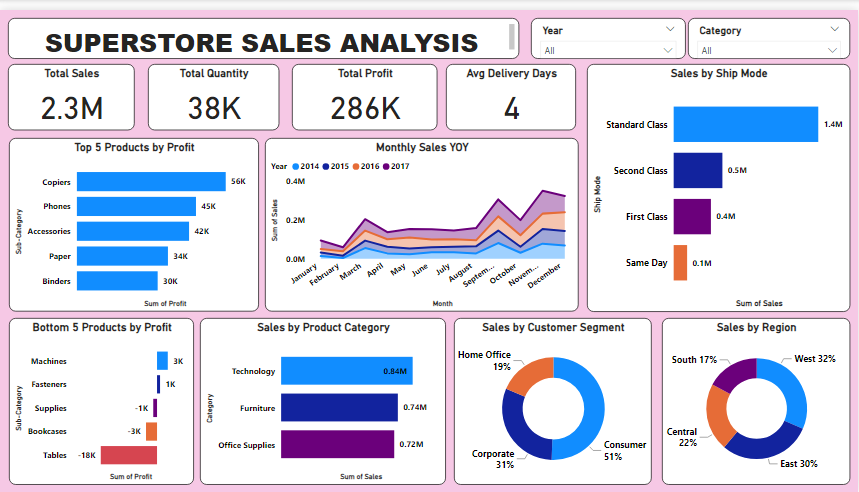 SUPERSTORE SALES ANALYSIS
Year
All
Category
All
Total Sales
2.3M
Total Quantity
38K
Total Profit
286K
Avg Delivery Days
4
Sales by Ship Mode
Ship Mode
Standard Class
1.4M
Second Class
0.5M
First Class
0.4M
Same Day
0.1M
Sum of Sales
Top 5 Products by Profit
Sub-Category
Copiers
56K
Phones
45K
Accessories
42K
Paper
34K
Binders
30K
Sum of Profit
Monthly Sales YOY
Year 2014 2015 2016 2017
Sum of Sales
0.4M
0.2M
0.0M
January
February
March
April
May
June
July
August
Septem...
October
Novem...
December
Month
Bottom 5 Products by Profit
Sub-Category
Machines
3K
Fasteners
1K
Supplies
-1K
Bookcases
-3K
Tables
-18K
Sum of Profit
Sales by Product Category
Category
Technology
0.84M
Furniture
0.74M
Office Supplies
0.72M
Sum of Sales
Sales by Customer Segment
Home Office
19%
Corporate
31%
Consumer
51%
Sales by Region
South 17%
West 32%
Central
22%
East 30%